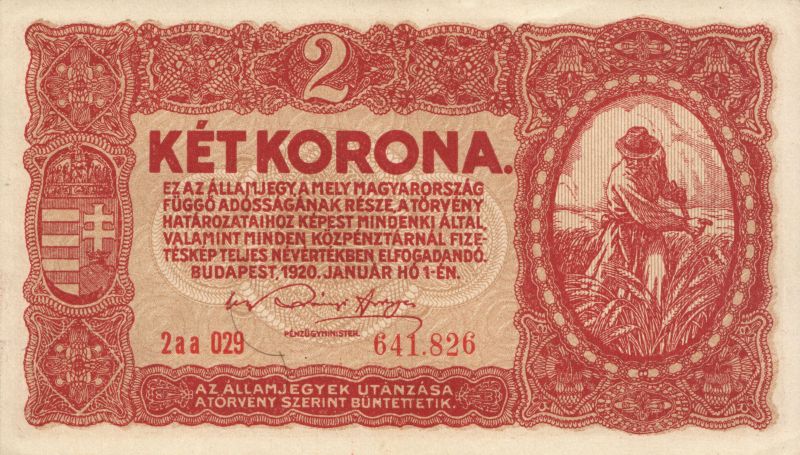 2
KÉT KORONA.
EZ AZ ÁLLAMJEGY, A MELY MAGYARORSZÁG
FÜGGŐ ADÓSSÁGÁNAK RÉSZE, A TÖRVÉNY
HATÁROZATAIHOZ KÉPEST MINDENKI ÁLTAL,
VALAMINT MINDEN KÖZPÉNZTÁRNÁL FIZE-
TÉSKÉP TELJES NÉVÉRTÉKBEN ELFOGADANDÓ.
BUDAPEST, 1920. JANUÁR HÓ 1-ÉN.
PÉNZÜGYMINISTER.
2aa 029 641.826
AZ ÁLLAMJEGYEK UTÁNZÁSA
A TÖRVÉNY SZERINT BÜNTETTETIK.